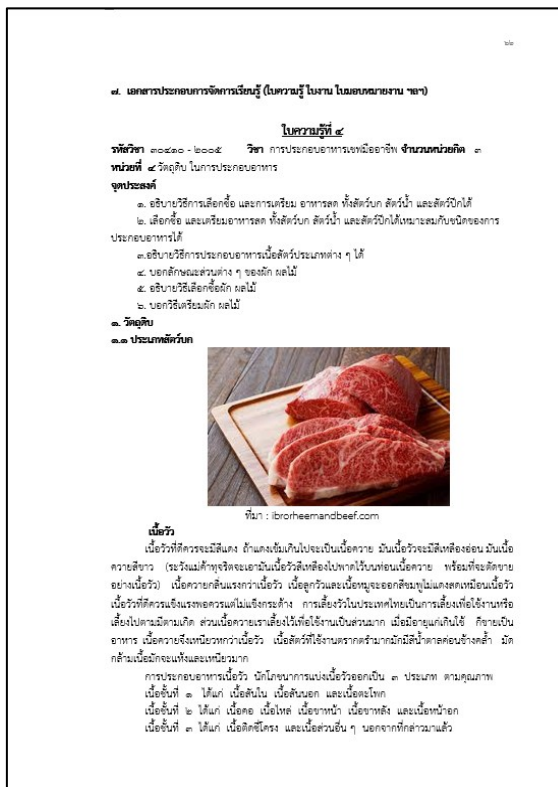 ๖๒
๗. เอกสารประกอบการจัดการเรียนรู้ (ใบความรู้ ใบงาน ใบมอบหมายงาน ฯลฯ)
ใบความรู้ที่ ๔
รหัสวิชา ๓๐๔๑๐ - ๒๐๐๕ วิชา การประกอบอาหารเชฟมืออาชีพ จำนวนหน่วยกิต ๓
หน่วยที่ ๔ วัตถุดิบ ในการประกอบอาหาร
จุดประสงค์
๑. อธิบายวิธีการเลือกซื้อ และการเตรียม อาหารสด ทั้งสัตว์บก สัตว์น้ำ และสัตว์ปีกได้
๒. เลือกซื้อ และเตรียมอาหารสด ทั้งสัตว์บก สัตว์น้ำ และสัตว์ปีกได้เหมาะสมกับชนิดของการ
ประกอบอาหารได้
๓.อธิบายวิธีการประกอบอาหารเนื้อสัตว์ประเภทต่าง ๆ ได้
๔. บอกลักษณะส่วนต่าง ๆ ของผัก ผลไม้
๕. อธิบายวิธีเลือกซื้อผัก ผลไม้
๖. บอกวิธีเตรียมผัก ผลไม้
๑. วัตถุดิบ
๑.๑ ประเภทสัตว์บก
ที่มา : ibrorheemandbeef.com
เนื้อวัว
เนื้อวัวที่ดีควรจะมีสีแดง ถ้าแดงเข้มเกินไปจะเป็นเนื้อควาย มันเนื้อวัวจะมีสีเหลืองอ่อน มันเนื้อ
ควายสีขาว (ระวังแม่ค้าทุจริตจะเอามันเนื้อวัวสีเหลืองไปพาดไว้บนท่อนเนื้อควาย พร้อมที่จะตัดขาย
อย่างเนื้อวัว) เนื้อควายกลิ่นแรงกว่าเนื้อวัว เนื้อลูกวัวและเนื้อหมูจะออกสีชมพูไม่แดงสดเหมือนเนื้อวัว
เนื้อวัวที่ดีควรแข็งแรงพอควรแต่ไม่แข็งกระด้าง การเลี้ยงวัวในประเทศไทยเป็นการเลี้ยงเพื่อใช้งานหรือ
เลี้ยงไปตามมีตามเกิด ส่วนเนื้อควายเราเลี้ยงไว้เพื่อใช้งานเป็นส่วนมาก เมื่อมีอายุแก่เกินใช้ ก็ขายเป็น
อาหาร เนื้อควายจึงเหนียวกว่าเนื้อวัว เนื้อสัตว์ที่ใช้งานตรากตรำมากมักมีสีน้ำตาลค่อนข้างคล้ำ มัด
กล้ามเนื้อมักจะแห้งและเหนียวมาก
การประกอบอาหารเนื้อวัว นักโภชนาการแบ่งเนื้อวัวออกเป็น ๓ ประเภท ตามคุณภาพ
เนื้อชั้นที่ ๑ ได้แก่ เนื้อสันใน เนื้อสันนอก และเนื้อตะโพก
เนื้อชั้นที่ ๒ ได้แก่ เนื้อคอ เนื้อไหล่ เนื้อขาหน้า เนื้อขาหลัง และเนื้อหน้าอก
เนื้อชั้นที่ ๓ ได้แก่ เนื้อติดซี่โครง และเนื้อส่วนอื่น ๆ นอกจากที่กล่าวมาแล้ว